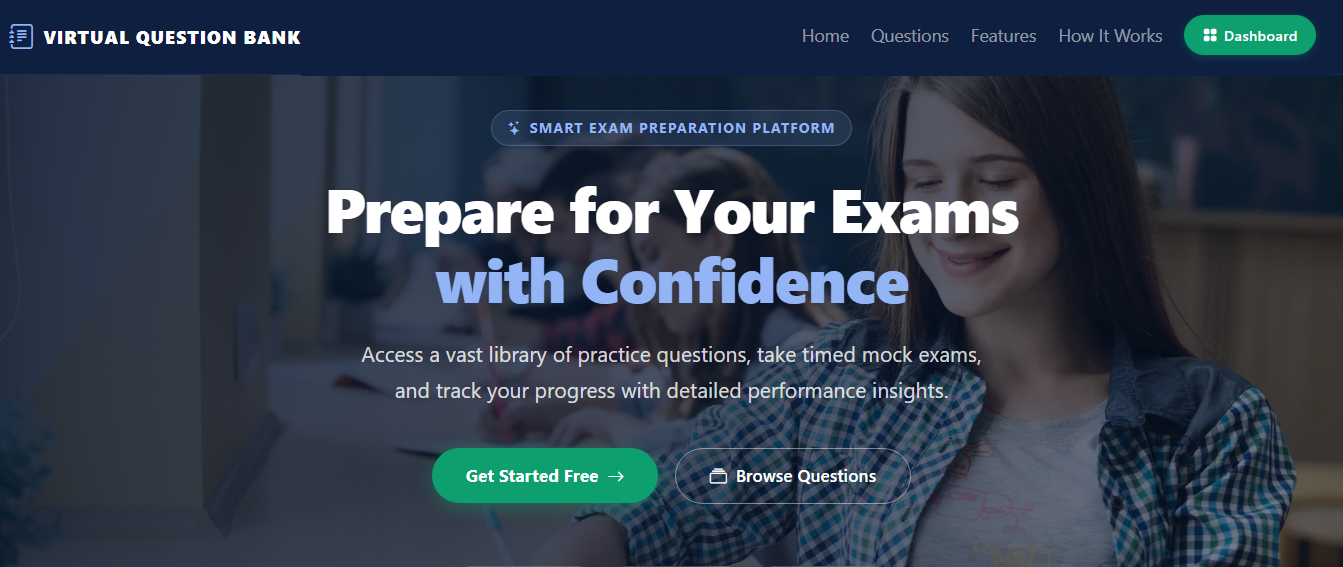 VIRTUAL QUESTION BANK
Home
Questions
Features
How It Works
Dashboard
SMART EXAM PREPARATION PLATFORM
Prepare for Your Exams
with Confidence
Access a vast library of practice questions, take timed mock exams,
and track your progress with detailed performance insights.
Get Started Free →
Browse Questions